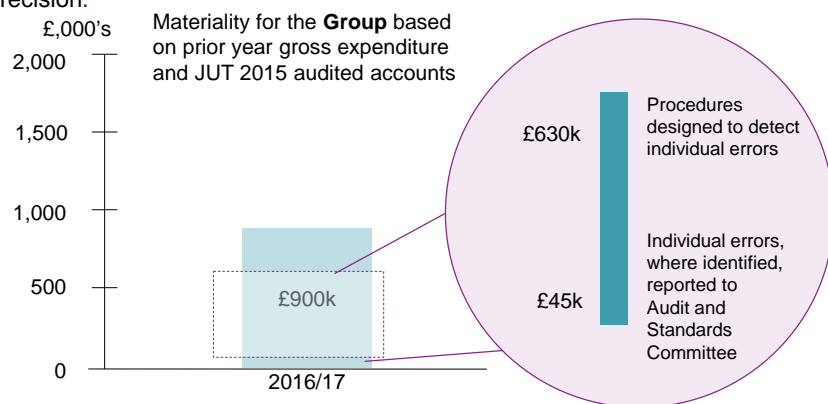 recision.
£,000's
Materiality for the Group based
on prior year gross expenditure
and JUT 2015 audited accounts
2,000
1,500
1,000
500
0
£900k
2016/17
£630k
Procedures
designed to detect
individual errors
£45k
Individual errors,
where identified,
reported to
Audit and
Standards
Committee